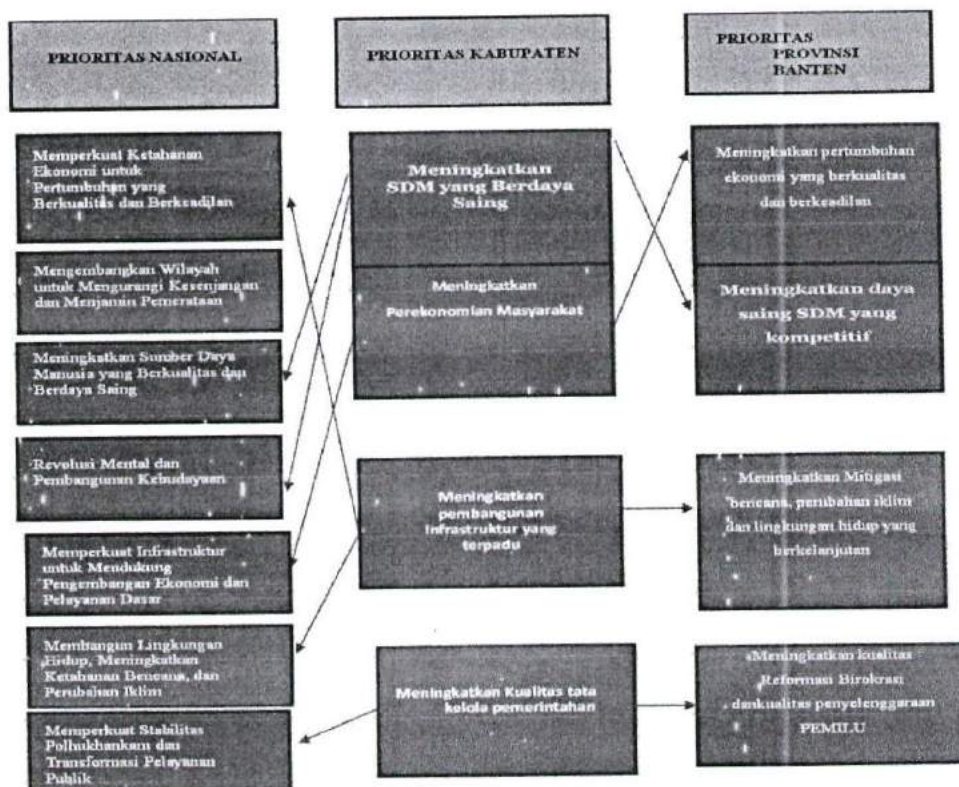 PRIORITAS NASIONAL
Memperkuat Ketahanan
Ekonomi untuk
Pertumbuhan yang
Berkualitas dan Berkeadilan
Mengembangkan Wilayah
untuk Mengurangi Kesenjangan
dan Menjamin Pemerataan
Meningkatkan Sumber Daya
Manusia yang Berkualitas dan
Berdaya Saing
Revolusi Mental dan
Pembangunan Kebudayaan
Memperkuat Infrastruktur
untuk Mendukung
Pengembangan Ekonomi dan
Pelayanan Dasar
Membangun Lingkungan
Hidup, Meningkatkan
Ketahanan Bencana, dan
Perubahan Iklim
Memperkuat Stabilitas
Polhukhankam dan
Transformasi Pelayanan
Publik
PRIORITAS KABUPATEN
Meningkatkan
SDM yang Berdaya
Saing
Meningkatkan
Perekonomian Masyarakat
Meningkatkan
pembangunan
Infrastruktur yang
terpadu
Meningkatkan Kualitas tata
kelola pemerintahan
PRIORITAS
PROVINSI
BANTEN
Meningkatkan pertumbuhan
ekonomi yang berkualitas
dan berkeadilan
Meningkatkan daya
saing SDM yang
kompetitif
Meningkatkan Mitigasi
bencana, perubahan iklim
dan lingkungan hidup yang
berkelanjutan
Meningkatkan kualitas
Reformasi Birokrasi
dankualitas penyelenggaraan
PEMILU